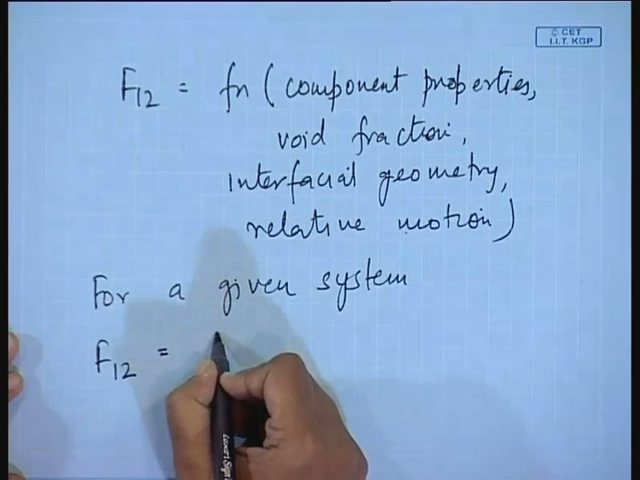 © CET
I.I.T. KGP
F12 = fn ( component properties,
void fraction,
interfacial geometry,
relative motion )
For a given system
F12 =